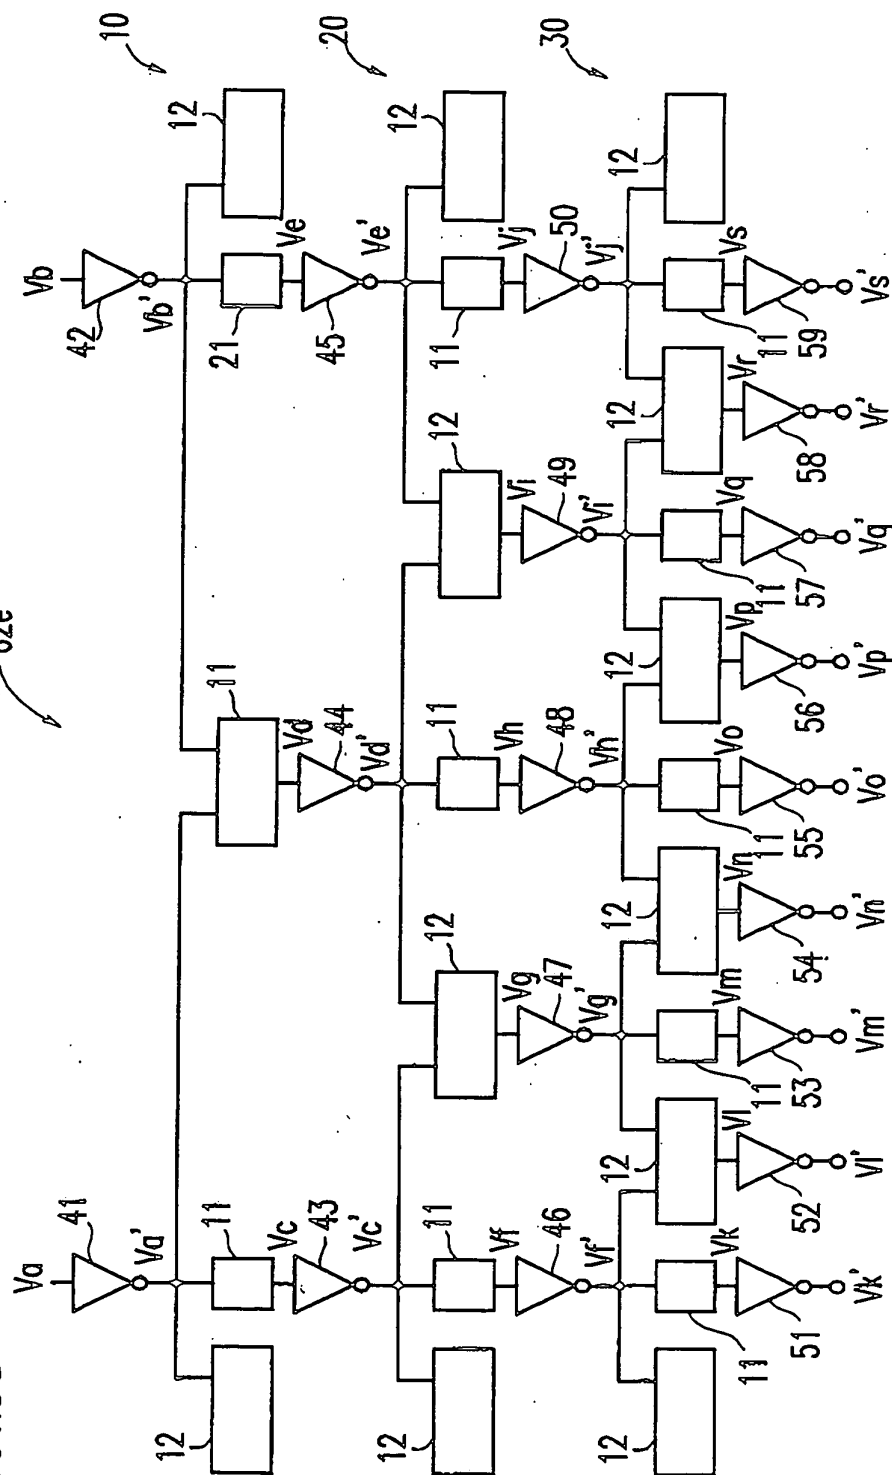 62e
10
20
30
Va
41
Va'
Vb
42
Vb'
12
11
Vc
43
Vc'
11
Vd
44
Vd'
21
Ve
45
Ve'
12
12
11
Vf
46
Vf'
12
Vg
47
Vg'
11
Vh
48
Vh'
12
Vi
49
Vi'
11
Vj
50
Vj'
12
12
11
Vk
51
Vk'
12
Vl
52
Vl'
11
Vm
53
Vm'
12
Vn
54
Vn'
11
Vo
55
Vo'
12
Vp
56
Vp'
11
Vq
57
Vq'
12
Vr
58
Vr'
11
Vs
59
Vs'
12